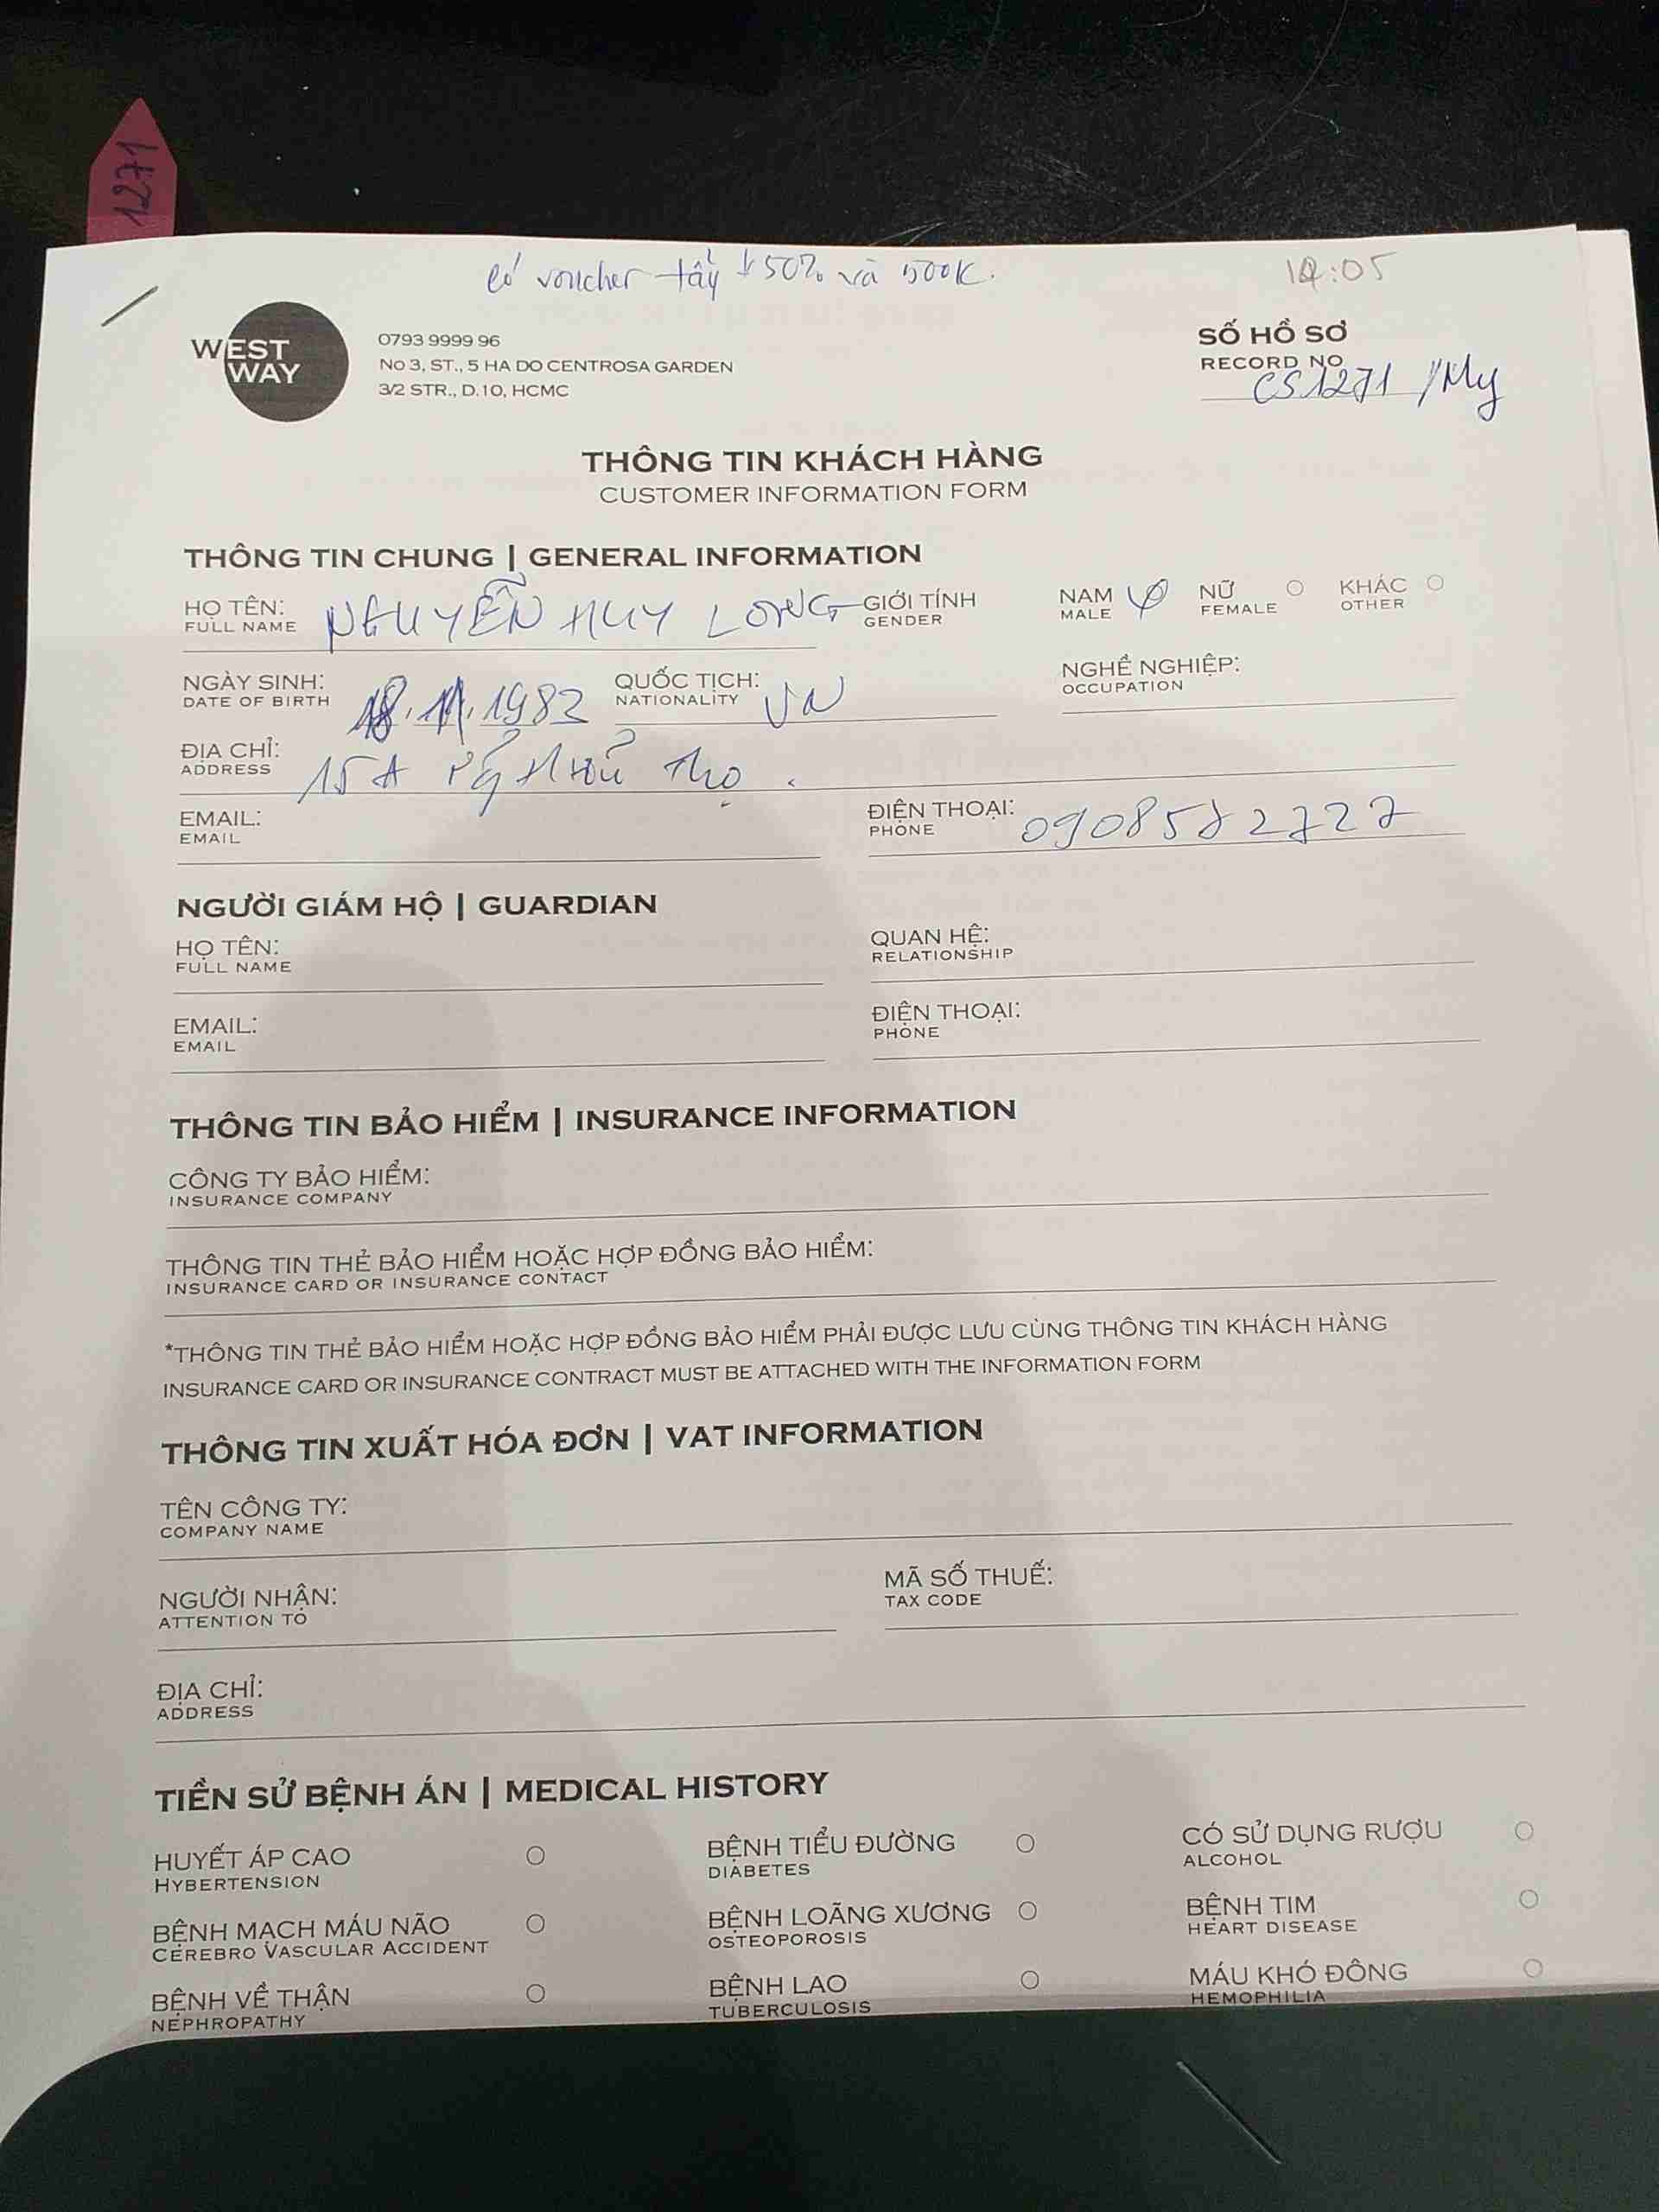 1271
có voucher tẩy ↓50% và 500K.
14:05
WEST WAY
0793 9999 96
No 3, ST., 5 HA DO CENTROSA GARDEN
3/2 STR., D.10, HCMC
SỐ HỒ SƠ
RECORD NO
CS1271 /My
THÔNG TIN KHÁCH HÀNG
CUSTOMER INFORMATION FORM
THÔNG TIN CHUNG | GENERAL INFORMATION
HỌ TÊN: NGUYỄN HUY LONG GIỚI TÍNH NAM NỮ KHÁC
FULL NAME GENDER MALE FEMALE OTHER
NGÀY SINH: 18.11.1982 QUỐC TỊCH: VN NGHỀ NGHIỆP:
DATE OF BIRTH NATIONALITY OCCUPATION
ĐỊA CHỈ: 15A Hữu Thọ.
ADDRESS
EMAIL: ĐIỆN THOẠI: 0908582727
EMAIL PHONE
NGƯỜI GIÁM HỘ | GUARDIAN
HỌ TÊN: QUAN HỆ:
FULL NAME RELATIONSHIP
EMAIL: ĐIỆN THOẠI:
EMAIL PHONE
THÔNG TIN BẢO HIỂM | INSURANCE INFORMATION
CÔNG TY BẢO HIỂM:
INSURANCE COMPANY
THÔNG TIN THẺ BẢO HIỂM HOẶC HỢP ĐỒNG BẢO HIỂM:
INSURANCE CARD OR INSURANCE CONTACT
*THÔNG TIN THẺ BẢO HIỂM HOẶC HỢP ĐỒNG BẢO HIỂM PHẢI ĐƯỢC LƯU CÙNG THÔNG TIN KHÁCH HÀNG
INSURANCE CARD OR INSURANCE CONTRACT MUST BE ATTACHED WITH THE INFORMATION FORM
THÔNG TIN XUẤT HÓA ĐƠN | VAT INFORMATION
TÊN CÔNG TY:
COMPANY NAME
NGƯỜI NHẬN: MÃ SỐ THUẾ:
ATTENTION TO TAX CODE
ĐỊA CHỈ:
ADDRESS
TIỀN SỬ BỆNH ÁN | MEDICAL HISTORY
HUYẾT ÁP CAO BỆNH TIỂU ĐƯỜNG CÓ SỬ DỤNG RƯỢU
HYBERTENSION DIABETES ALCOHOL
BỆNH MẠCH MÁU NÃO BỆNH LOÃNG XƯƠNG BỆNH TIM
CEREBRO VASCULAR ACCIDENT OSTEOPOROSIS HEART DISEASE
BỆNH VỀ THẬN BỆNH LAO MÁU KHÓ ĐÔNG
NEPHROPATHY TUBERCULOSIS HEMOPHILIA